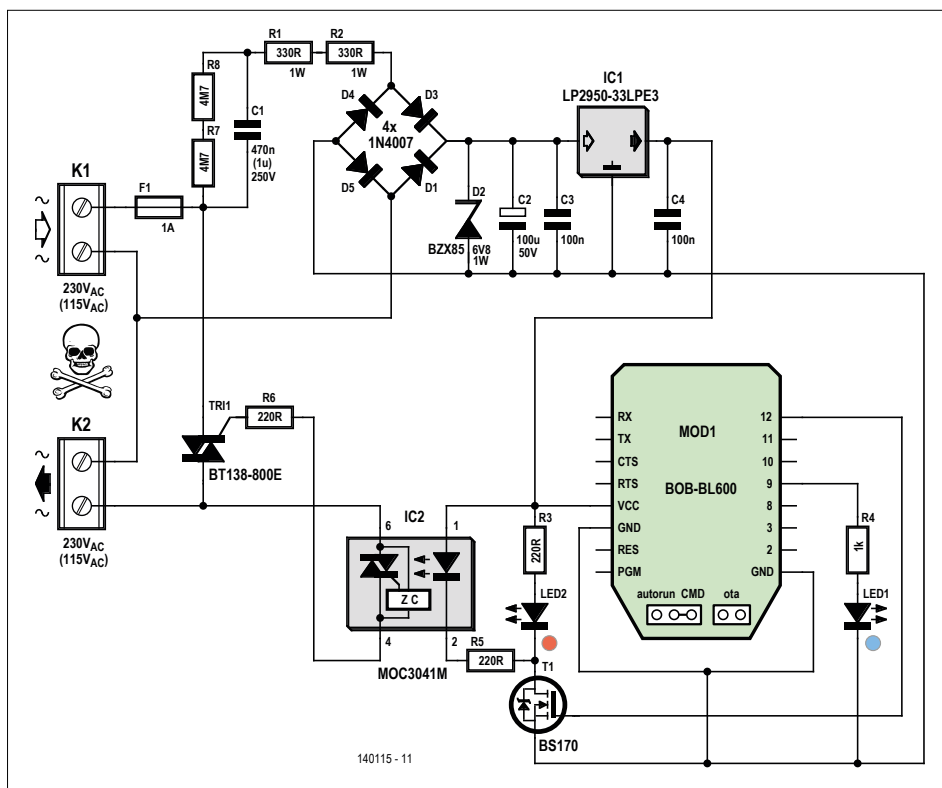 R1
330R
1W
R2
330R
1W
R8
4M7
R7
4M7
C1
470n
(1u)
250V
D4
D3
4x
1N4007
D5
D1
IC1
LP2950-33LPE3
K1
F1
1A
~
~
230VAC
(115VAC)
D2
BZX85
6V8
1W
C2
100u
50V
C3
100n
C4
100n
TRI1
R6
220R
BT138-800E
K2
~
~
230VAC
(115VAC)
IC2
6
1
Z C
4
2
MOC3041M
R5
220R
R3
220R
LED2
T1
BS170
MOD1
BOB-BL600
RX
TX
CTS
RTS
VCC
GND
RES
PGM
12
11
10
9
8
3
2
GND
autorun CMD
ota
R4
1k
LED1
140115 - 11